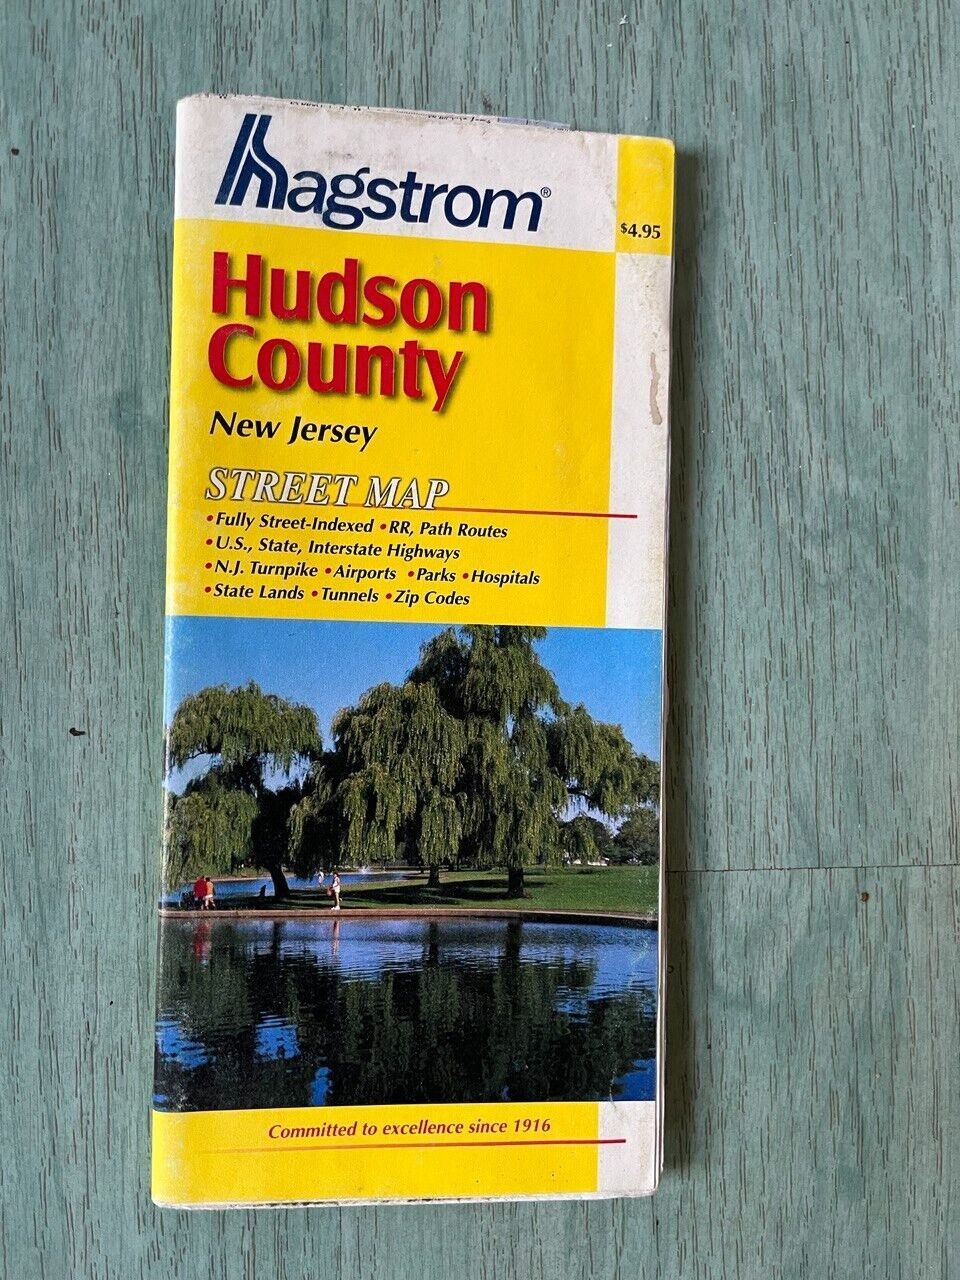 hagstrom®
$4.95
Hudson
County
New Jersey
STREET MAP
•Fully Street-Indexed •RR, Path Routes
•U.S., State, Interstate Highways
•N.J. Turnpike •Airports •Parks •Hospitals
•State Lands •Tunnels •Zip Codes
Committed to excellence since 1916